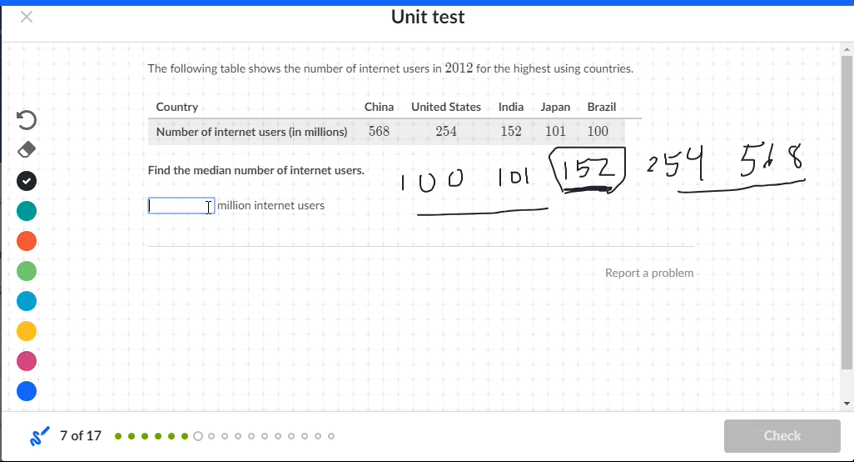 Unit test
The following table shows the number of internet users in 2012 for the highest using countries.
Country China United States India Japan Brazil
Number of internet users (in millions) 568 254 152 101 100
100 101 152 254 568
Find the median number of internet users.
million internet users
Report a problem
7 of 17
Check